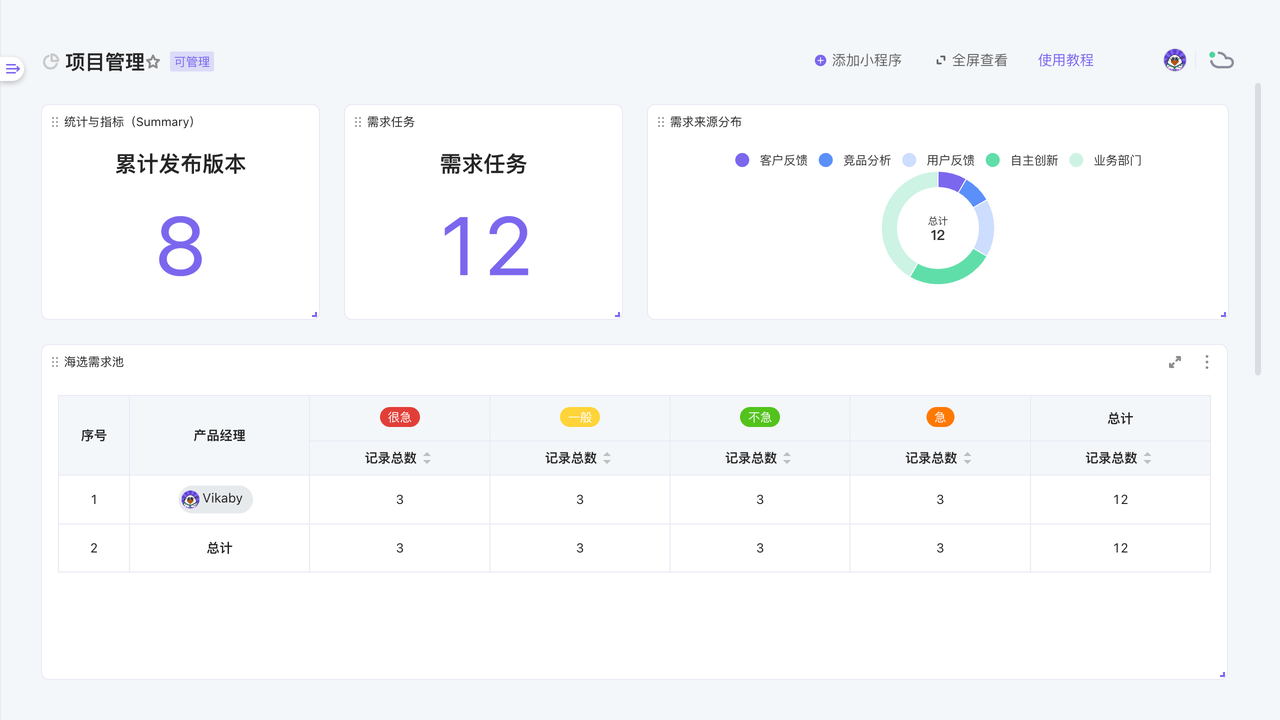 项目管理 可管理 添加小程序 全屏查看 使用教程
统计与指标（Summary）
累计发布版本
8
需求任务
需求任务
12
需求来源分布
客户反馈 竞品分析 用户反馈 自主创新 业务部门
总计
12
海选需求池
序号 产品经理 很急 一般 不急 急 总计
记录总数 记录总数 记录总数 记录总数 记录总数
1 Vikaby 3 3 3 3 12
2 总计 3 3 3 3 12